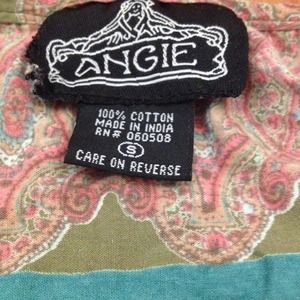 ANGIE
100% COTTON
MADE IN INDIA
RN# 060508
S
CARE ON REVERSE